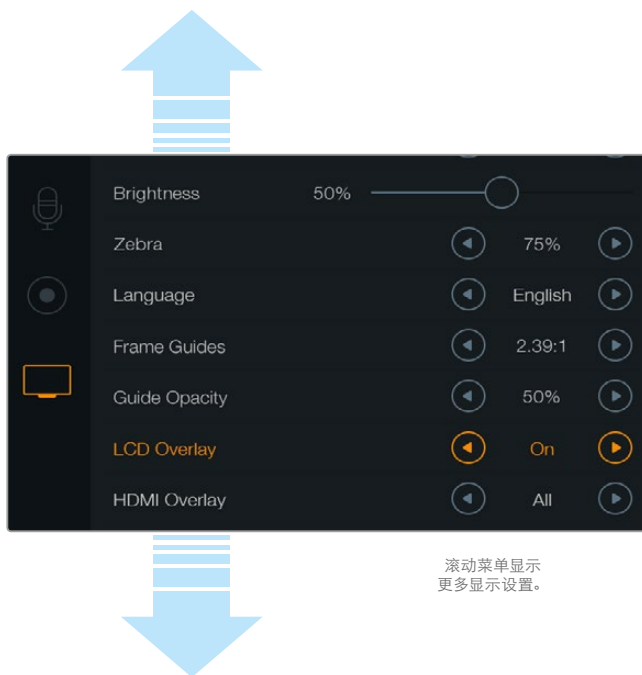 Brightness 50%
Zebra 75%
Language English
Frame Guides 2.39:1
Guide Opacity 50%
LCD Overlay On
HDMI Overlay All
滚动菜单显示
更多显示设置。